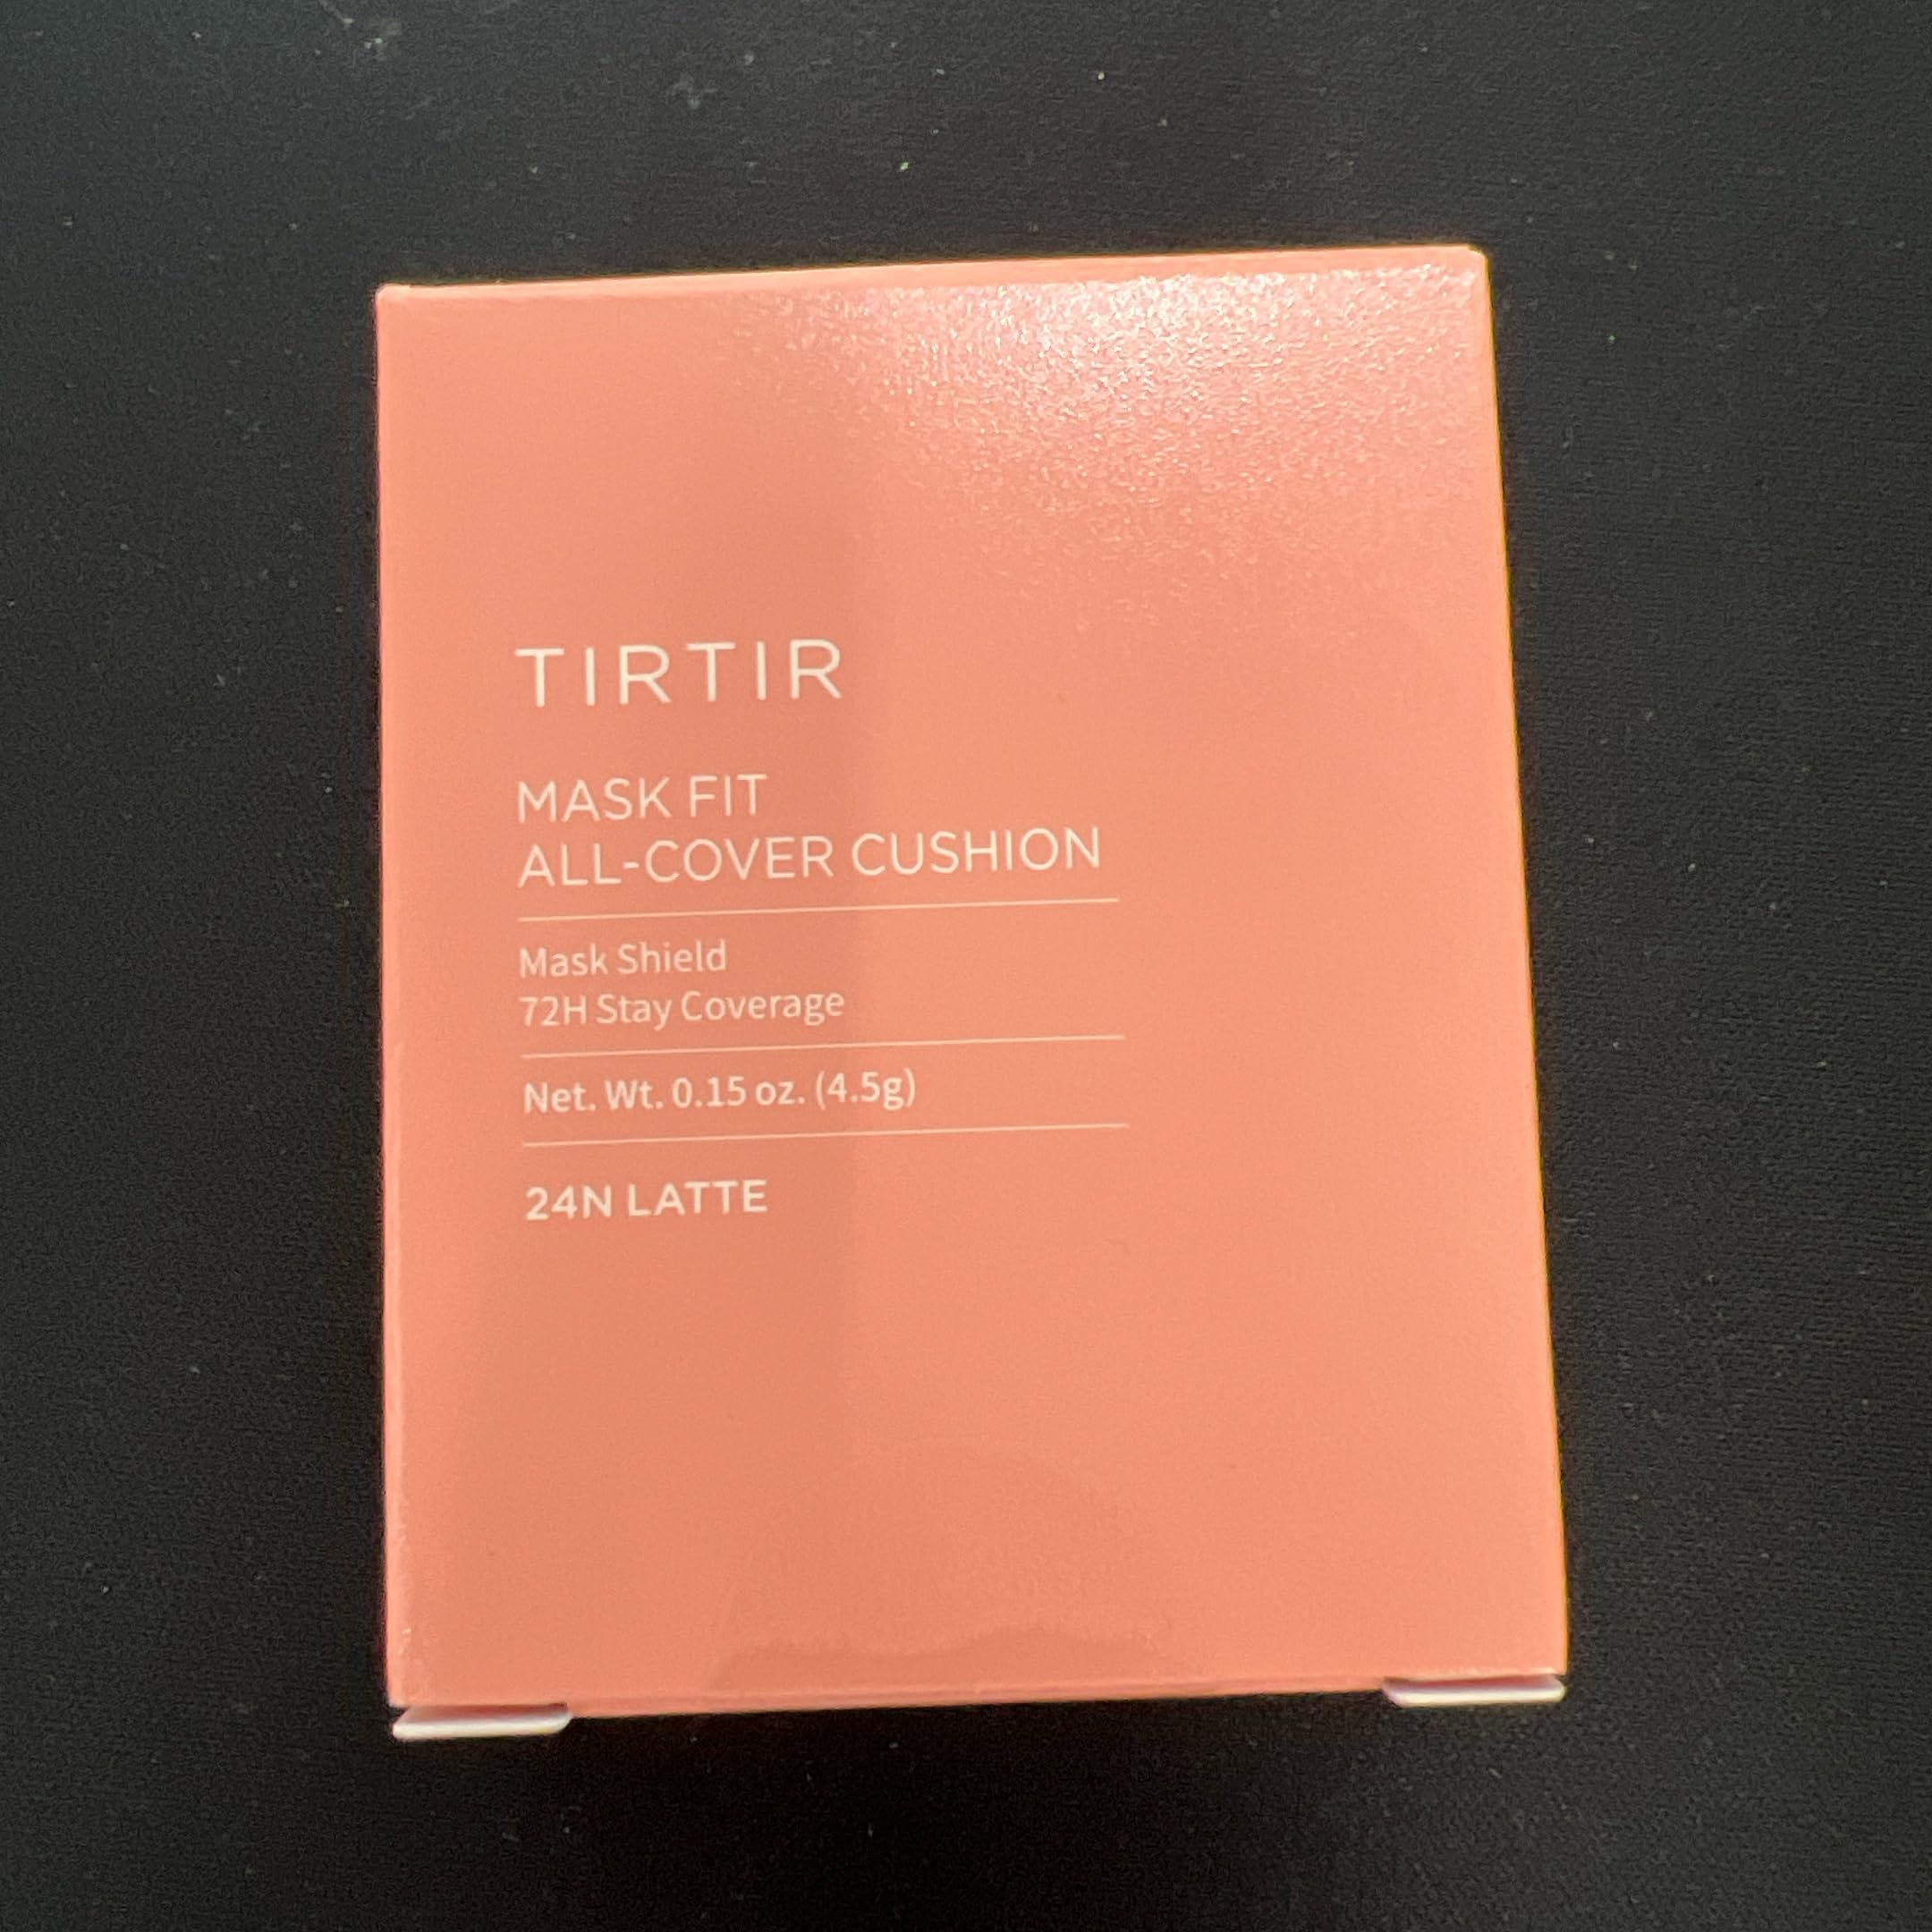 TIRTIR
MASK FIT
ALL-COVER CUSHION
Mask Shield
72H Stay Coverage
Net. Wt. 0.15 oz. (4.5g)
24N LATTE